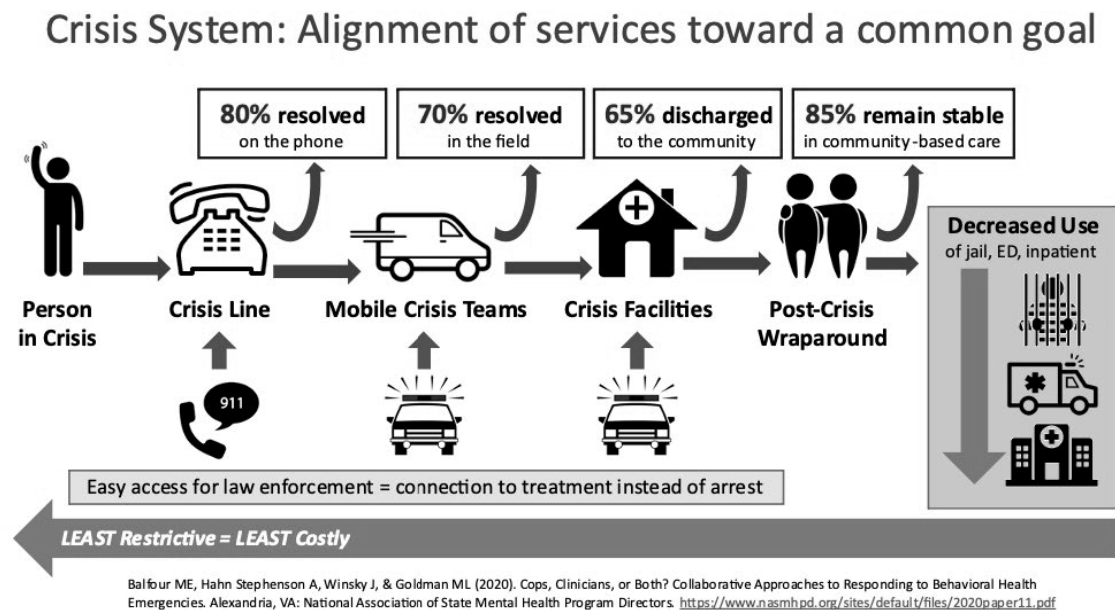 Crisis System: Alignment of services toward a common goal
80% resolved
on the phone
70% resolved
in the field
65% discharged
to the community
85% remain stable
in community-based care
Person
in Crisis
Crisis Line
Mobile Crisis Teams
Crisis Facilities
Post-Crisis
Wraparound
Decreased Use
of jail, ED, inpatient
911
Easy access for law enforcement = connection to treatment instead of arrest
LEAST Restrictive = LEAST Costly
Balfour ME, Hahn Stephenson A, Winsky J, & Goldman ML (2020). Cops, Clinicians, or Both? Collaborative Approaches to Responding to Behavioral Health
Emergencies. Alexandria, VA: National Association of State Mental Health Program Directors. https://www.nasmhpd.org/sites/default/files/2020paper11.pdf